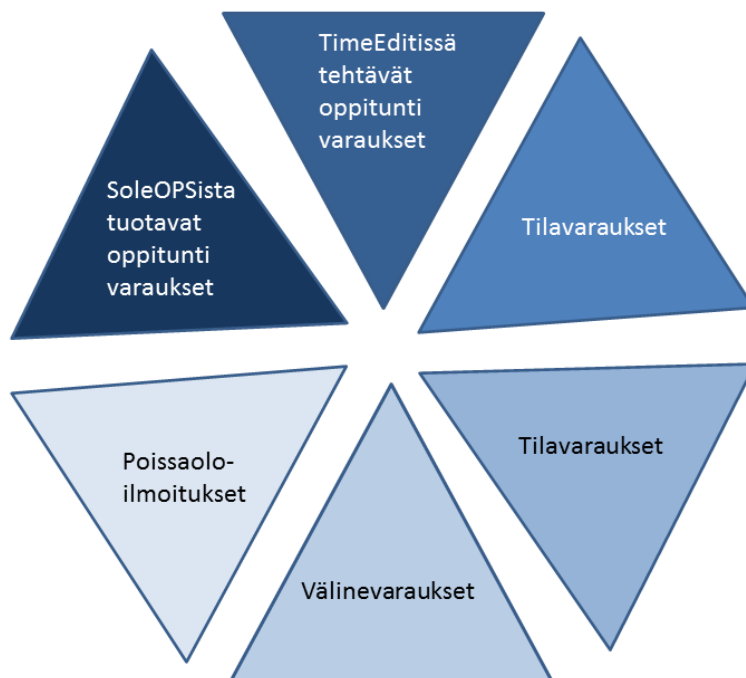 TimeEditissä
tehtävät
oppitunti
varaukset
SoleOPSista
tuotavat
oppitunti
varaukset
Tilavaraukset
Poissaolo-
ilmoitukset
Tilavaraukset
Välinevaraukset